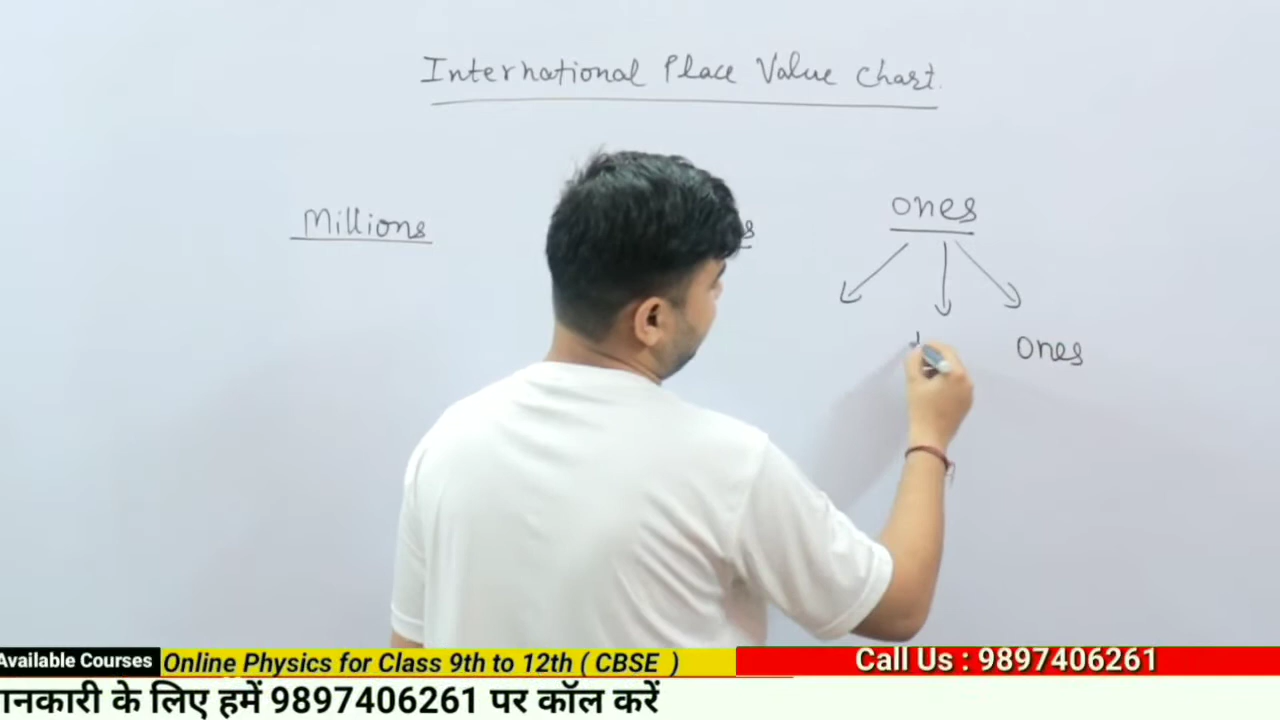 International Place Value Chart.
Millions
ones
ones
Available Courses
Online Physics for Class 9th to 12th ( CBSE )
Call Us : 9897406261
के लिए हमें 9897406261 पर कॉल करें